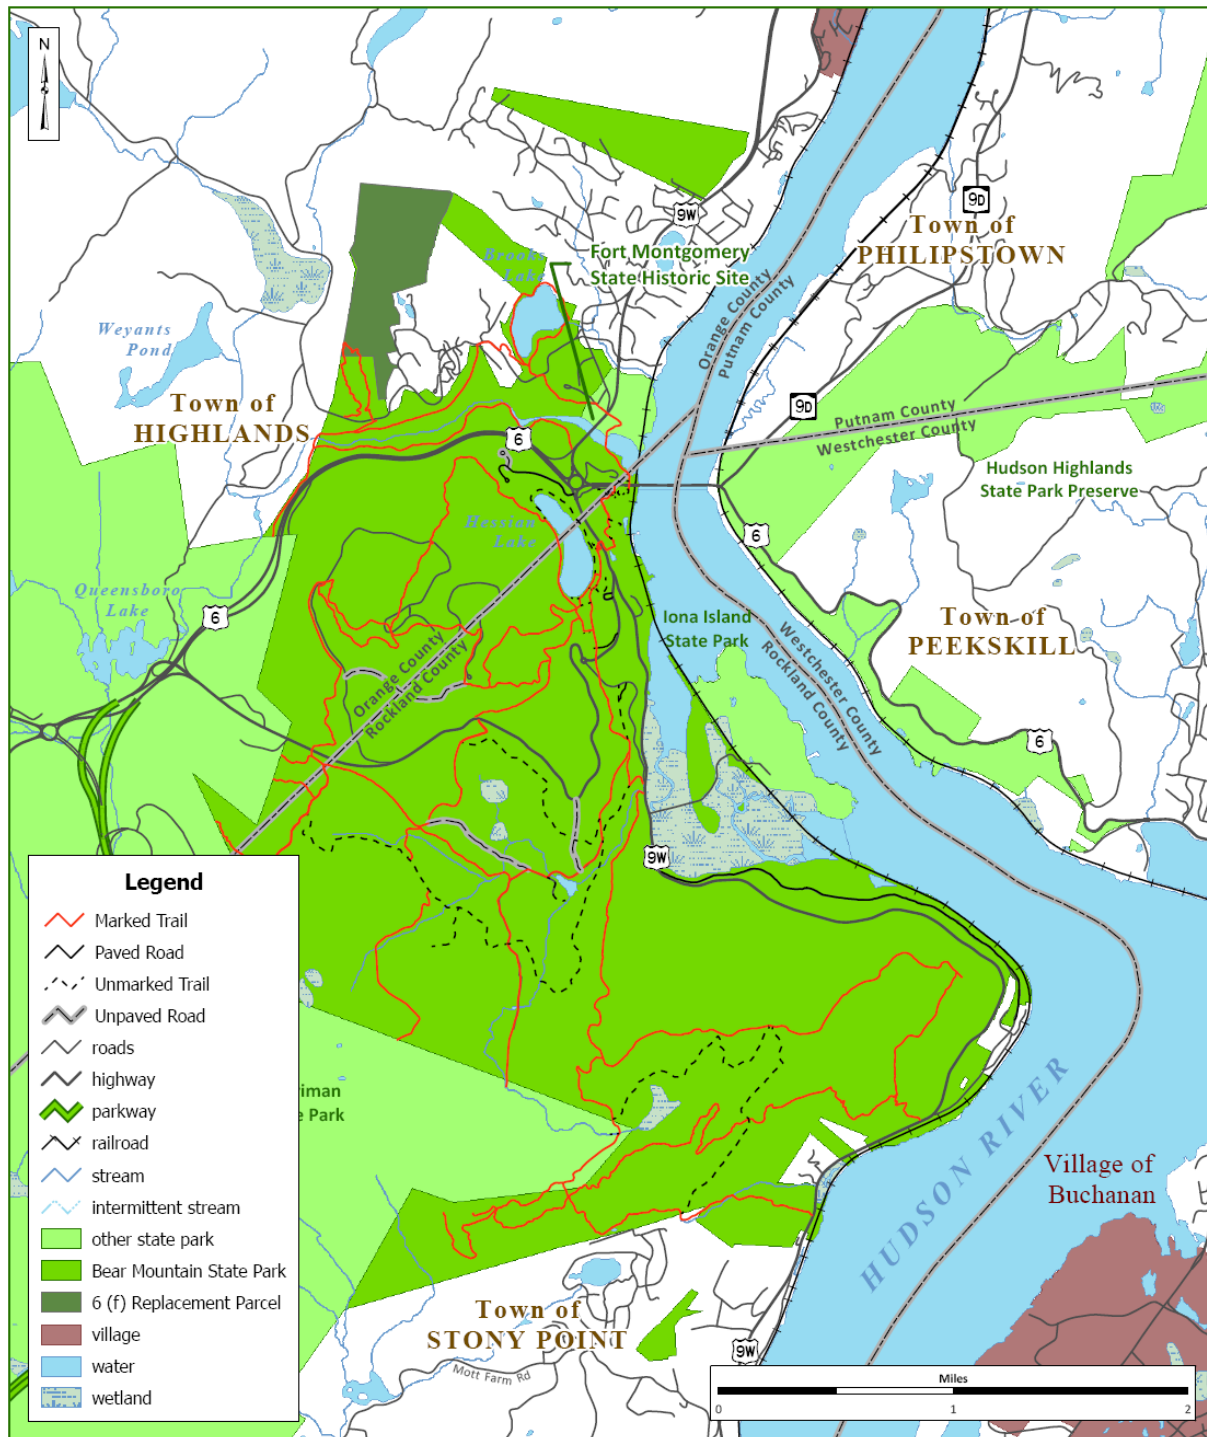 N
9W
9D
Town of
PHILIPSTOWN
Fort Montgomery
State Historic Site
Brooks
Lake
Orange County
Putnam County
Weyants
Pond
Town of
HIGHLANDS
9D
Putnam County
Westchester County
6
Hudson Highlands
State Park Preserve
Hessian
Lake
6
Queensboro
Lake
6
Iona Island
State Park
Town of
PEEKSKILL
Westchester County
Rockland County
Orange County
Rockland County
6
9W
Legend
Marked Trail
Paved Road
Unmarked Trail
Unpaved Road
roads
highway
parkway
railroad
stream
intermittent stream
other state park
Bear Mountain State Park
6 (f) Replacement Parcel
village
water
wetland
riman
e Park
HUDSON RIVER
Village of
Buchanan
Town of
STONY POINT
Mott Farm Rd
9W
Miles
0 1 2